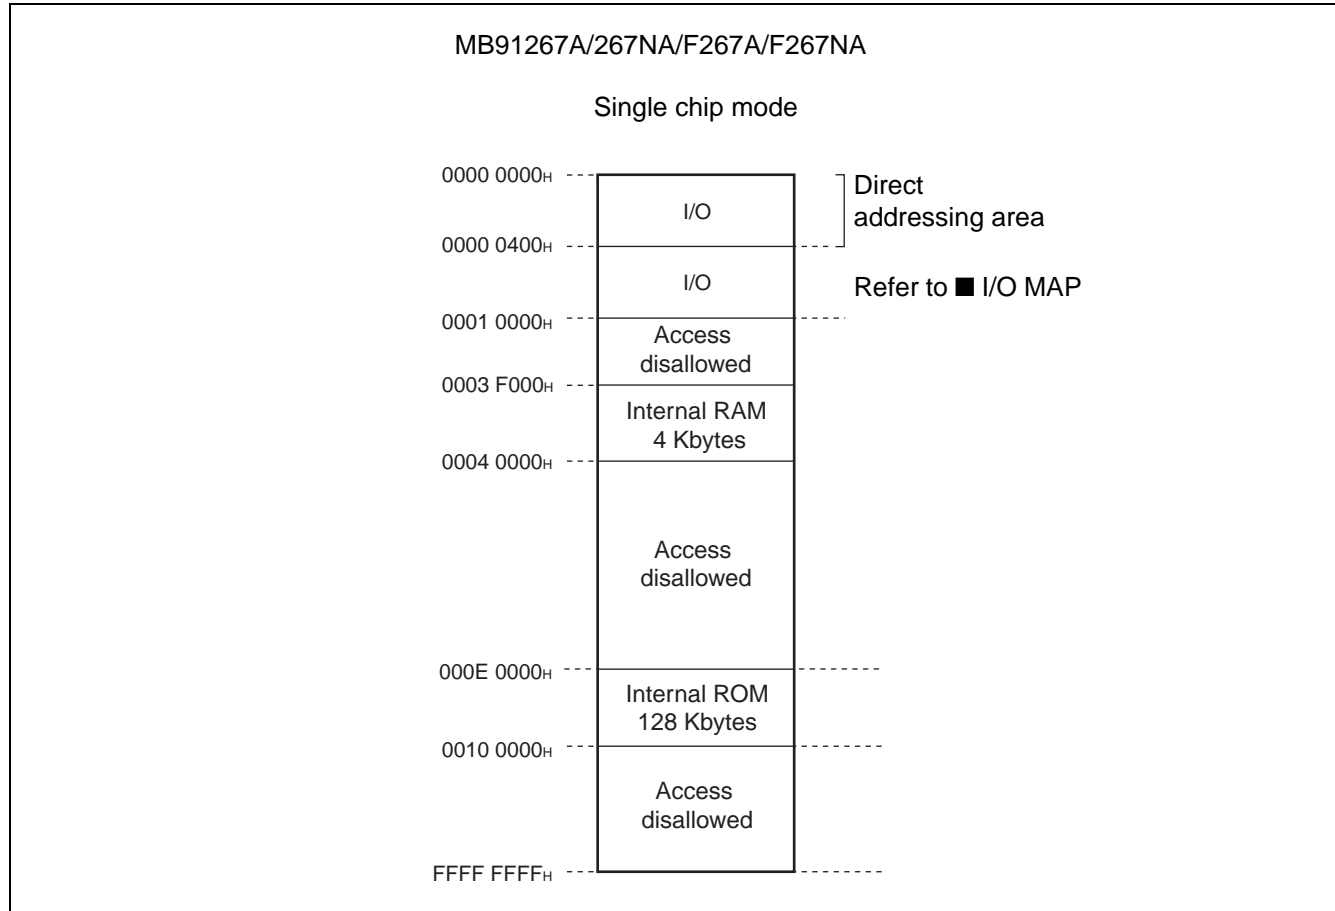 MB91267A/267NA/F267A/F267NA
Single chip mode
0000 0000H
I/O
Direct
addressing area
0000 0400H
I/O
Refer to ■ I/O MAP
0001 0000H
Access
disallowed
0003 F000H
Internal RAM
4 Kbytes
0004 0000H
Access
disallowed
000E 0000H
Internal ROM
128 Kbytes
0010 0000H
Access
disallowed
FFFF FFFFH